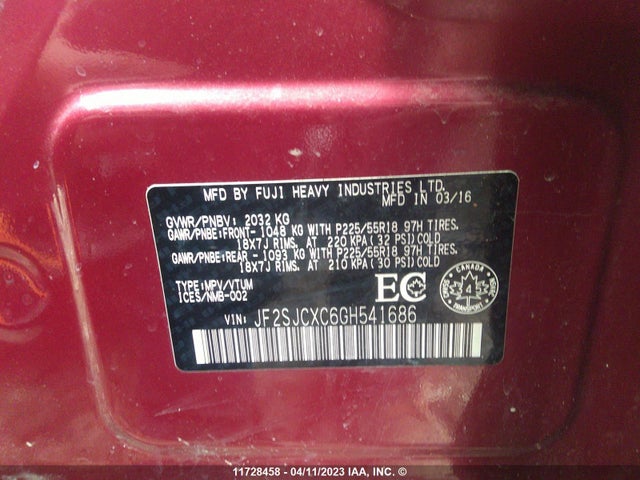 MFD BY FUJI HEAVY INDUSTRIES LTD.
MFD IN 03/16
GVWR/PNBV: 2032 KG
GAWR/PNBE:FRONT- 1048 KG WITH P225/55R18 97H TIRES.
18X7J RIMS. AT 220 KPA (32 PSI) COLD
GAWR/PNBE:REAR - 1093 KG WITH P225/55R18 97H TIRES.
18X7J RIMS. AT 210 KPA (30 PSI) COLD
TYPE:MPV/VTUM
ICES/NMB-002
EC
CANADA
VIN: JF2SJCXC6GH541686
11728458 - 04/11/2023 IAA, INC. ©